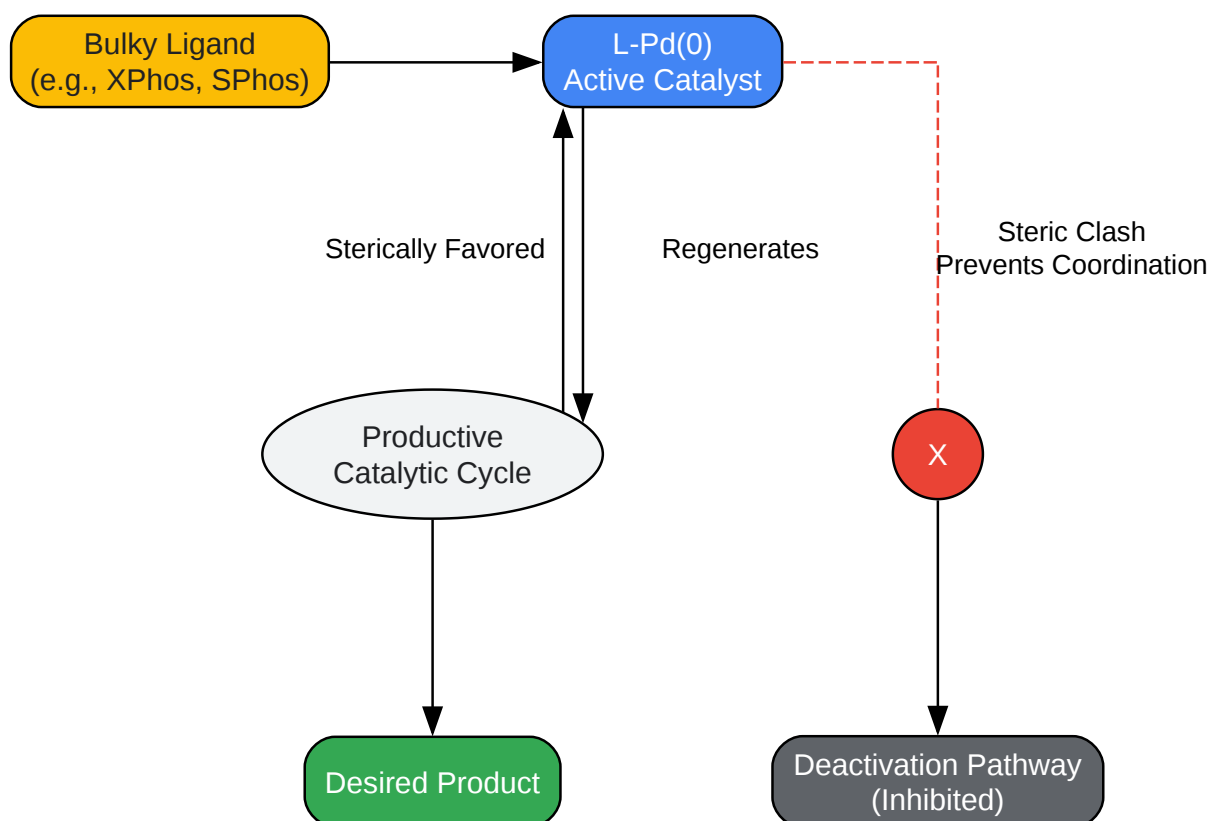 Bulky Ligand
(e.g., XPhos, SPhos)
L-Pd(0)
Active Catalyst
Sterically Favored
Regenerates
Steric Clash
Prevents Coordination
Productive
Catalytic Cycle
X
Desired Product
Deactivation Pathway
(Inhibited)